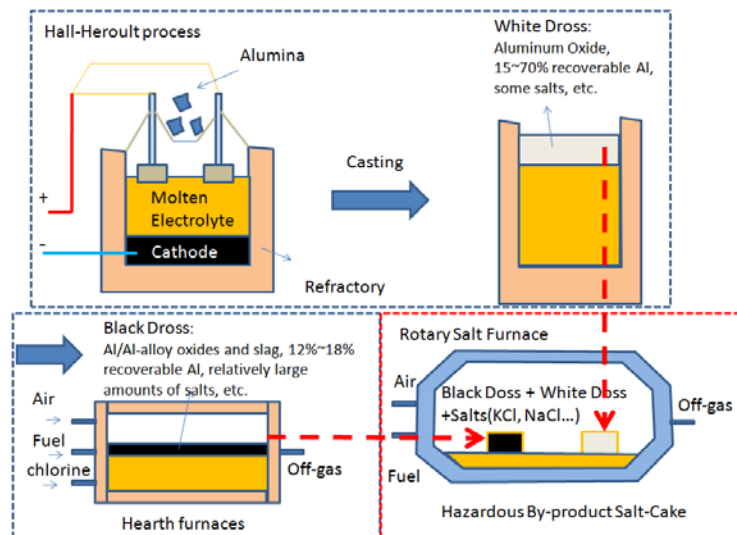 Hall-Heroult process
Alumina
+
-
Molten
Electrolyte
Cathode
Refractory
Casting
White Dross:
Aluminum Oxide,
15~70% recoverable Al,
some salts, etc.
Black Dross:
Al/Al-alloy oxides and slag, 12%~18%
recoverable Al, relatively large
amounts of salts, etc.
Air
Fuel
chlorine
Off-gas
Hearth furnaces
Rotary Salt Furnace
Air
Black Doss + White Doss
+Salts(KCl, NaCl...)
Off-gas
Fuel
Hazardous By-product Salt-Cake